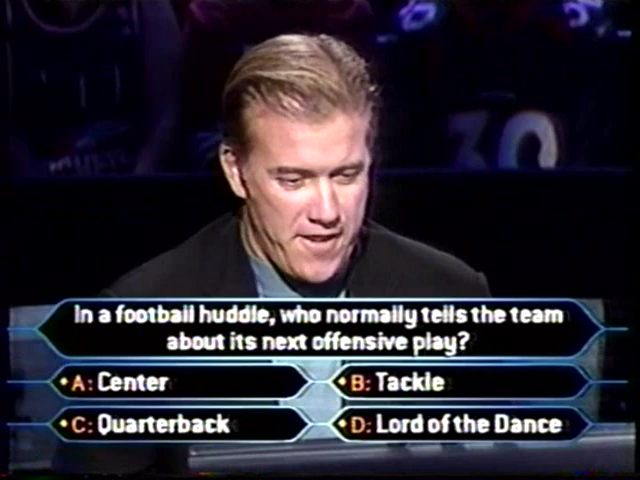 30
In a football huddle, who normally tells the team
about its next offensive play?
A: Center
B: Tackle
C: Quarterback
D: Lord of the Dance